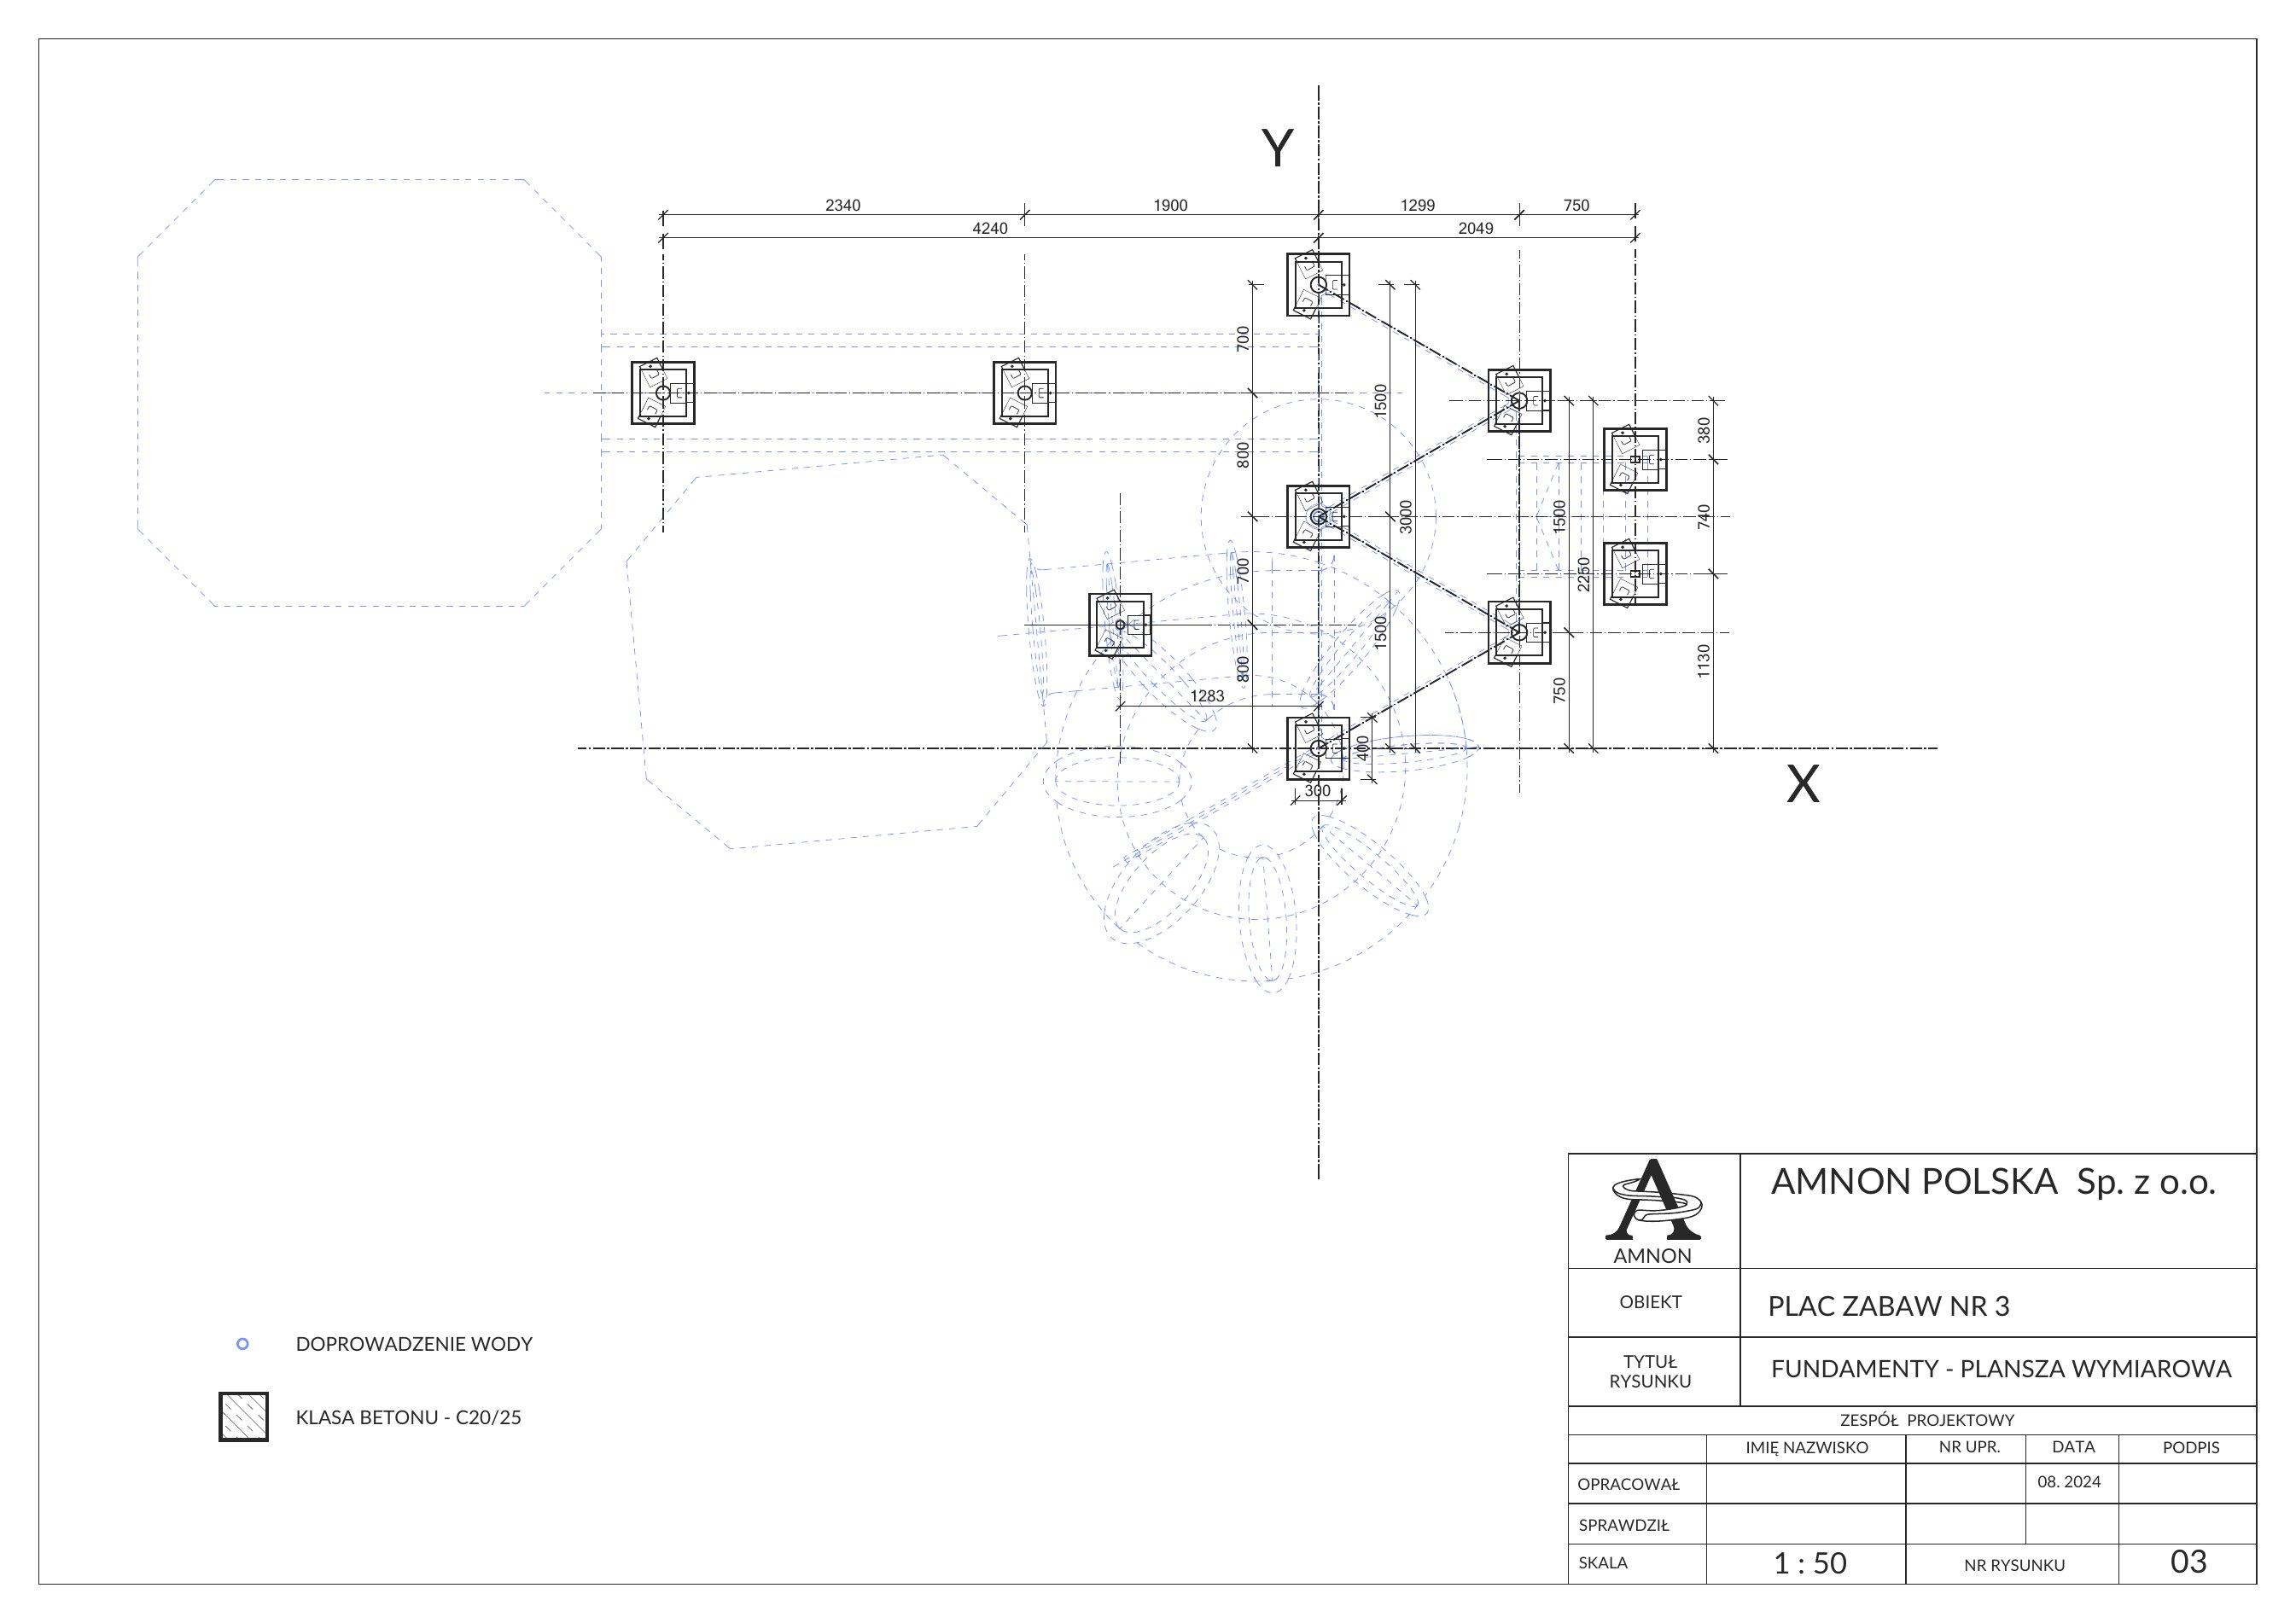 Y
2340
1900
1299
750
4240
2049
700
1500
380
800
3000
1500
740
700
2250
1500
1130
800
750
1283
400
X
300
AMNON
AMNON POLSKA Sp. z o.o.
OBIEKT
PLAC ZABAW NR 3
TYTUŁ
RYSUNKU
FUNDAMENTY - PLANSZA WYMIAROWA
ZESPÓŁ PROJEKTOWY
IMIĘ NAZWISKO
NR UPR.
DATA
PODPIS
OPRACOWAŁ
08. 2024
SPRAWDZIŁ
SKALA
1 : 50
NR RYSUNKU
03
DOPROWADZENIE WODY
KLASA BETONU - C20/25